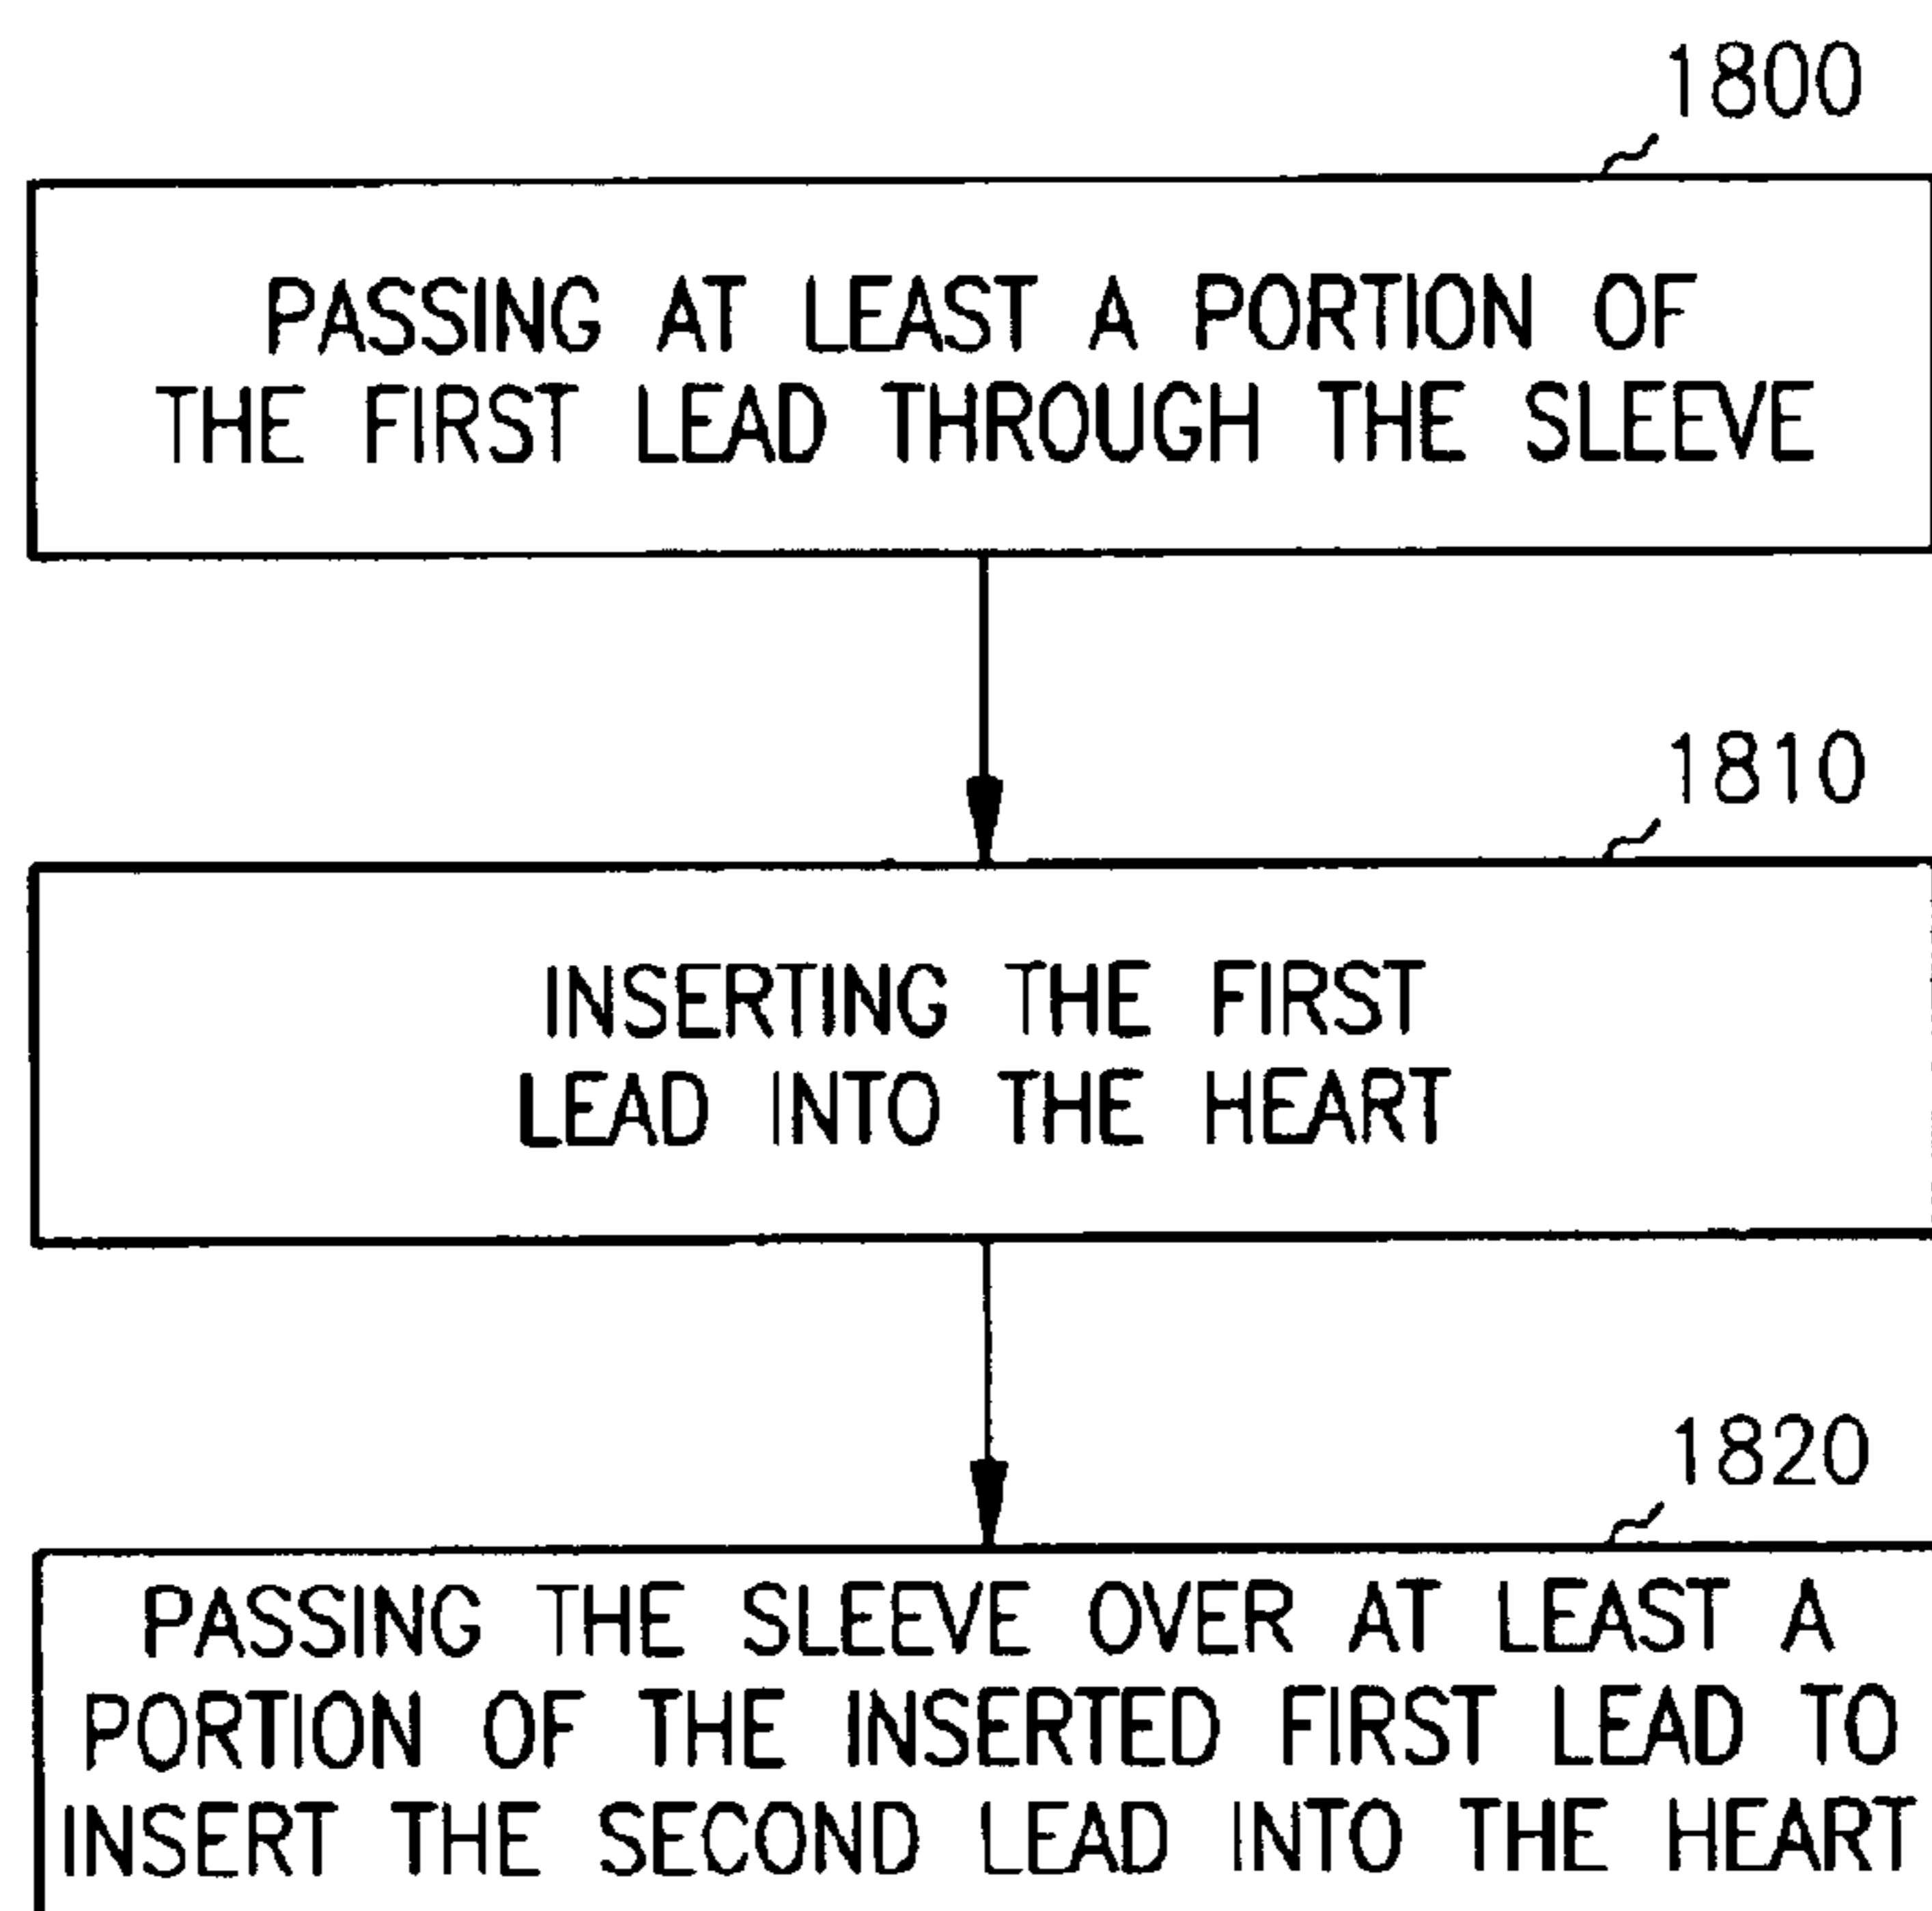 1800
PASSING AT LEAST A PORTION OF
THE FIRST LEAD THROUGH THE SLEEVE
1810
INSERTING THE FIRST
LEAD INTO THE HEART
1820
PASSING THE SLEEVE OVER AT LEAST A
PORTION OF THE INSERTED FIRST LEAD TO
INSERT THE SECOND LEAD INTO THE HEART